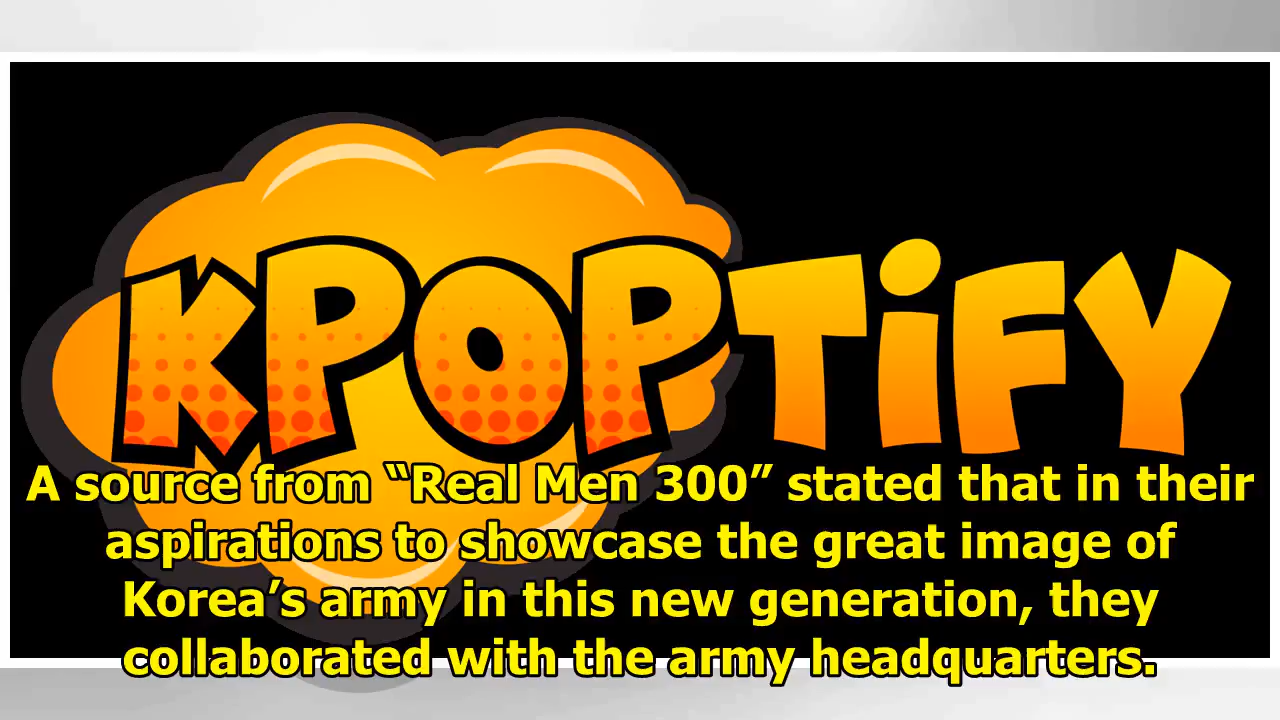 KPOPTiFY
A source from “Real Men 300” stated that in their
aspirations to showcase the great image of
Korea’s army in this new generation, they
collaborated with the army headquarters.